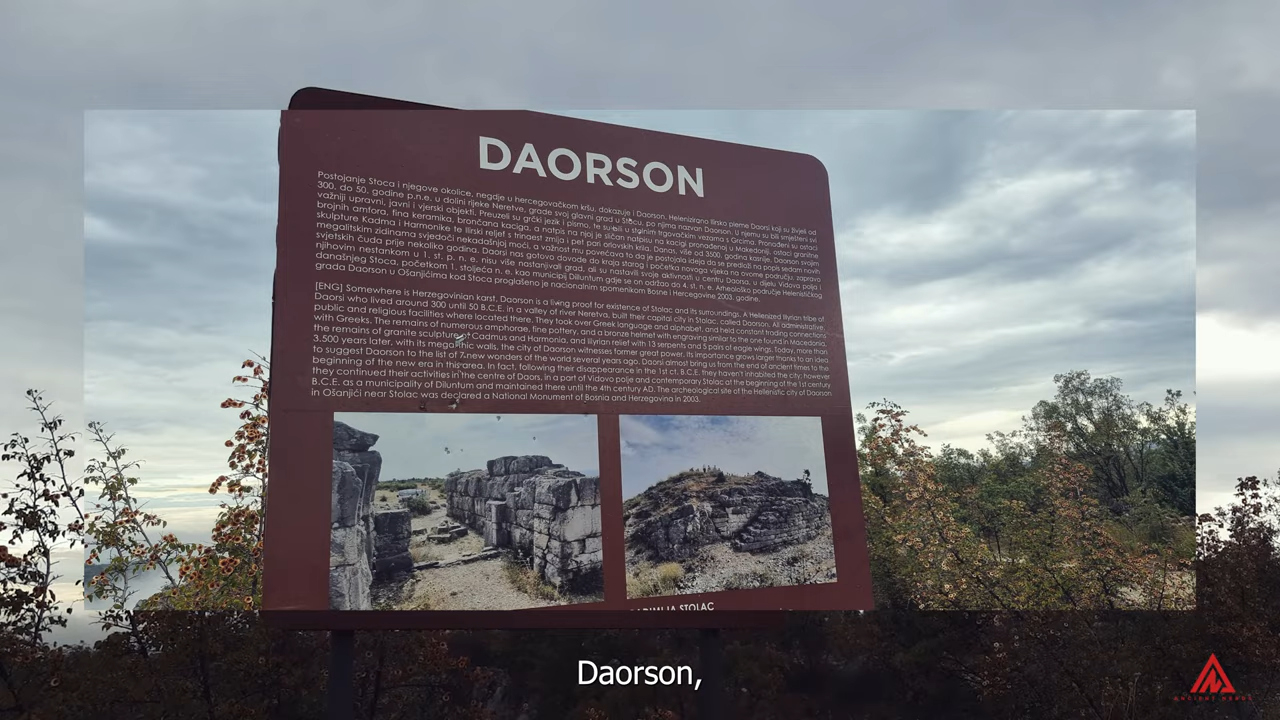 DAORSON
Postojanje Stoca i njegove okolice, negdje u hercegovačkom kršu, dokazuje i Daorson. Helenizirano ilirsko pleme Daorsi koji su živjeli od
300. do 50. godine p.n.e. u dolini rijeke Neretve, grade svoj glavni grad u Stocu, po njima nazvan Daorson. U njemu su bili smješteni svi
važniji upravni, javni i vjerski objekti. Preuzeli su grčki jezik i pismo, te su bili u stalnim trgovačkim vezama s Grcima. Pronađeni su ostaci
brojnih amfora, fina keramika, brončana kaciga, a natpis na njoj je sličan natpisu na kacigi pronađenoj u Makedoniji, ostaci granitne
skulpture Kadma i Harmonike te ilirski reljef s trinaest zmija i pet pari orlovskih krila. Danas, više od 3500. godina kasnije, Daorson svojim
megalitskim zidinama svjedoči nekadašnjoj moći, a važnost mu povećava i to da je postojala ideja da se predloži na popis sedam novih
svjetskih čuda prije nekoliko godina. Daorsi nas gotovo dovode do kraja starog i početka novoga vijeka na ovome području, zapravo
njihovim nestankom u 1. st. p. n. e. nisu više nastanjivali grad, ali su nastavili svoje aktivnosti u centru Daorsa, u dijelu Vidova polja
današnjeg Stoca, početkom 1. stoljeća n. e. kao municipij Diluntum gdje se on održao do 4. st. n. e. Arheološko područje Helenističkog
grada Daorson u Ošanjićima kod Stoca proglašeno je nacionalnim spomenikom Bosne i Hercegovine 2003. godine.
[ENG] Somewhere is Herzegovinian karst, Daorson is a living proof for existence of Stolac and its surroundings. A Hellenized Illyrian tribe of
Daorsi who lived around 300 until 50 B.C.E. in a valley of river Neretva, built their capital city in Stolac, called Daorson. All administrative,
public and religious facilities where located there. They took over Greek language and alphabet, and held constant trading connections
with Greeks. The remains of numerous amphorae, fine pottery, and a bronze helmet with engraving similar to the one found in Macedonia,
the remains of granite sculpture of Cadmus and Harmonia, and Illyrian relief with 13 serpents and 5 pairs of eagle wings. Today, more than
3.500 years later, with its megalithic walls, the city of Daorson witnesses former great power. Its importance grows larger thanks to an idea
to suggest Daorson to the list of 7 new wonders of the world several years ago. Daorsi almost bring us from the end of ancient times to the
beginning of the new era in this area. In fact, following their disappearance in the 1st c. B.C.E. they haven't inhabited the city; however
they continued their activities in the centre of Daors, in a part of Vidovo polje and contemporary Stolac at the beginning of the 1st century
B.C.E. as a municipality of Diluntum and maintained there until the 4th century AD. The archeological site of the Hellenistic city of Daorson
in Ošanjići near Stolac was declared a National Monument of Bosnia and Herzegovina in 2003.
STOLAC
Daorson,